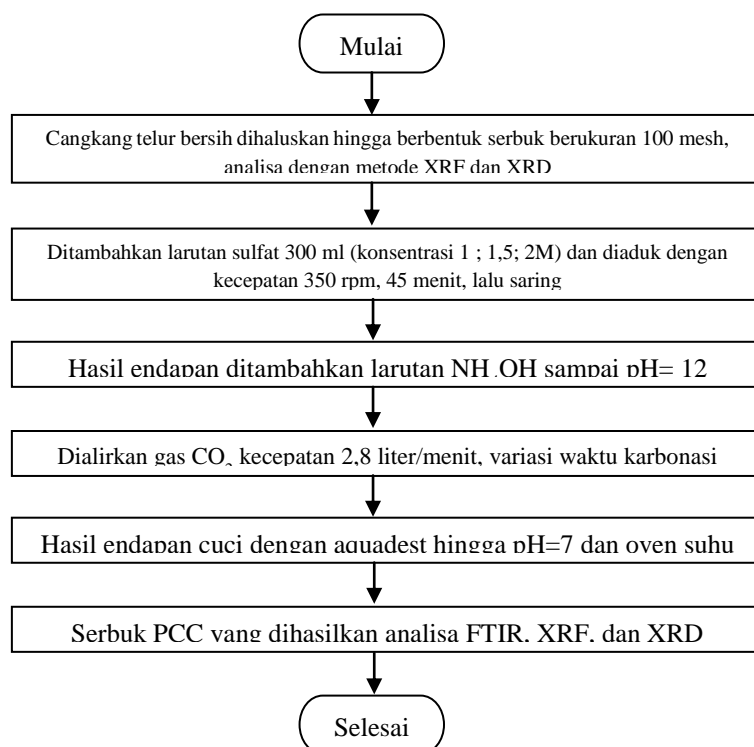 Mulai
Cangkang telur bersih dihaluskan hingga berbentuk serbuk berukuran 100 mesh,
analisa dengan metode XRF dan XRD
Ditambahkan larutan sulfat 300 ml (konsentrasi 1 ; 1,5; 2M) dan diaduk dengan
kecepatan 350 rpm, 45 menit, lalu saring
Hasil endapan ditambahkan larutan NH4OH sampai pH= 12
Dialirkan gas CO2 kecepatan 2,8 liter/menit, variasi waktu karbonasi
Hasil endapan cuci dengan aquadest hingga pH=7 dan oven suhu
Serbuk PCC yang dihasilkan analisa FTIR, XRF, dan XRD
Selesai